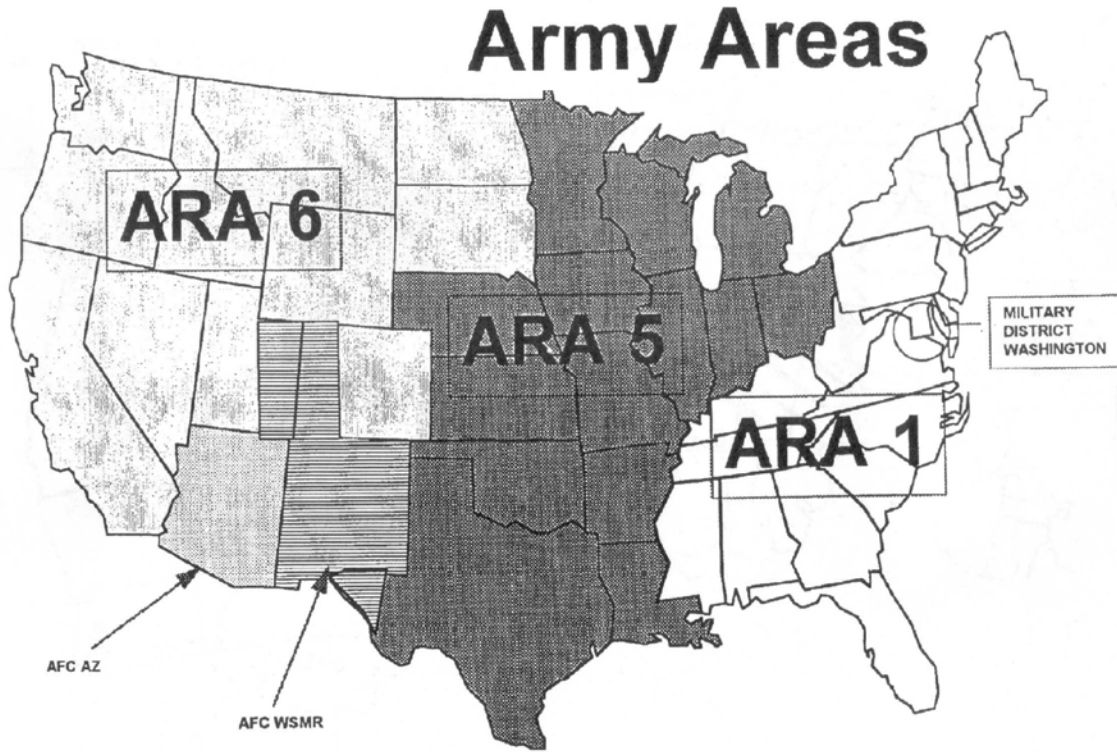 Army Areas
ARA 6
ARA 5
MILITARY
DISTRICT
WASHINGTON
ARA 1
AFC AZ
AFC WSMR